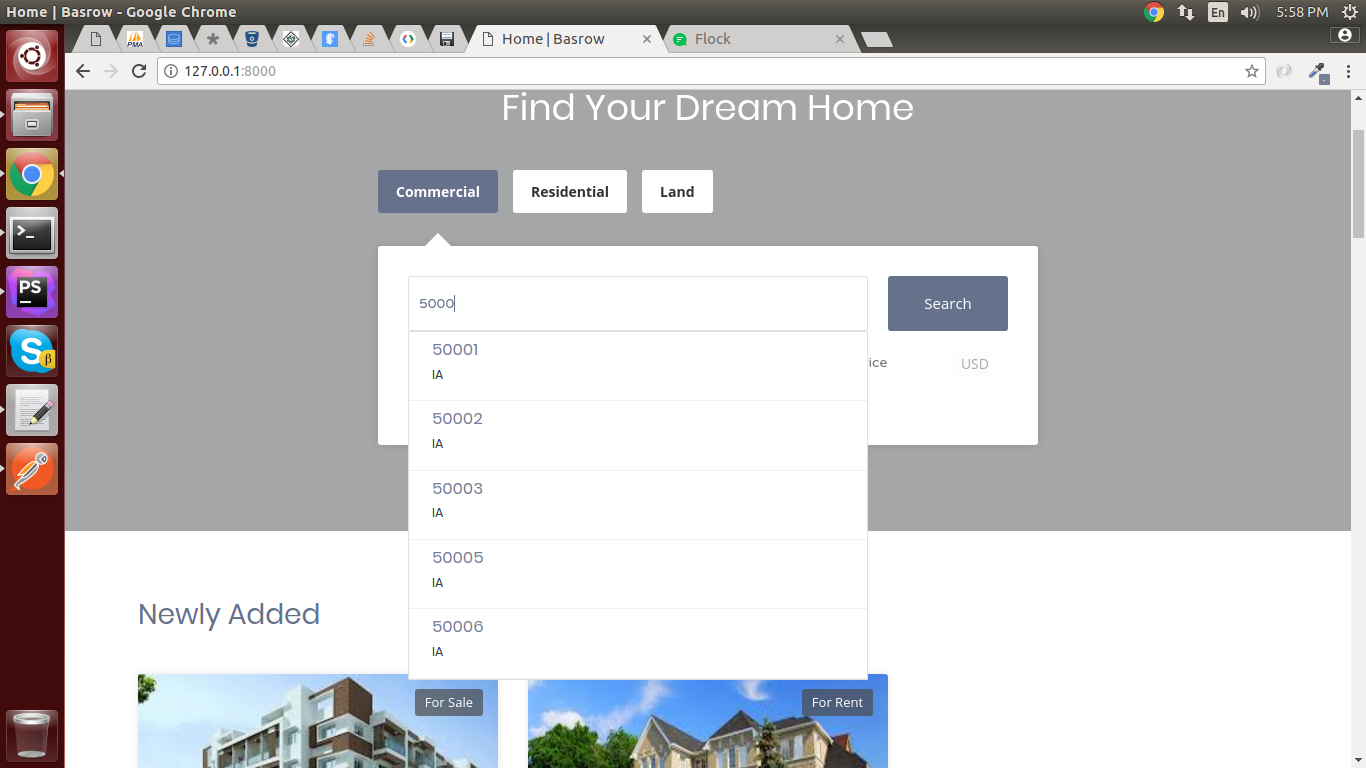 Home | Basrow - Google Chrome
En
5:58 PM
PMA
Home | Basrow
Flock
127.0.0.1:8000
Find Your Dream Home
Commercial
Residential
Land
5000
Search
50001
IA
ice
USD
50002
IA
50003
IA
50005
IA
50006
IA
Newly Added
For Sale
For Rent
PS